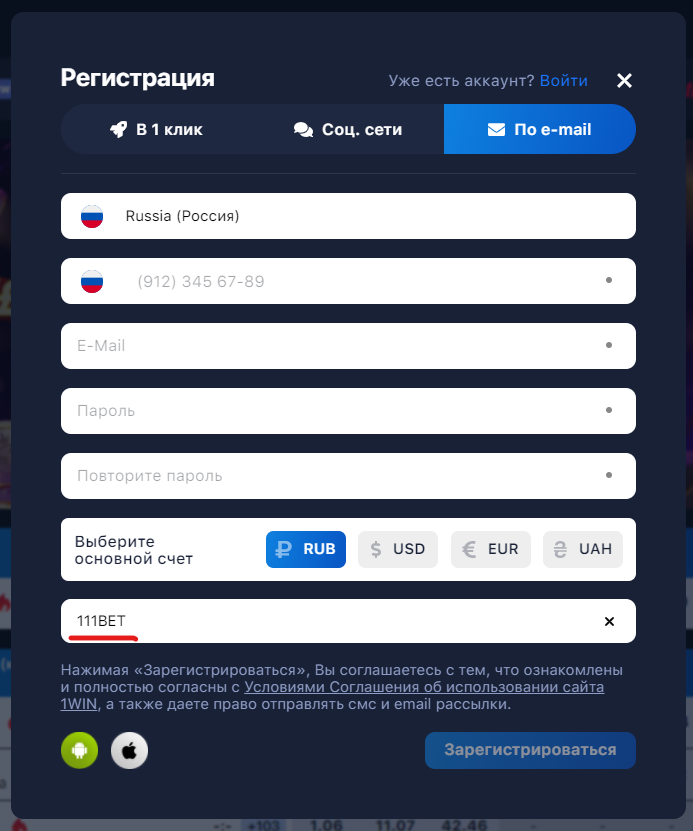 Регистрация
Уже есть аккаунт? Войти
В 1 клик
Соц. сети
По e-mail
Russia (Россия)
(912) 345 67-89
E-Mail
Пароль
Повторите пароль
Выберите
основной счет
₽ RUB
$ USD
€ EUR
₴ UAH
111BET
Нажимая «Зарегистрироваться», Вы соглашаетесь с тем, что ознакомлены
и полностью согласны с Условиями Соглашения об использовании сайта
1WIN, а также даете право отправлять смс и email рассылки.
Зарегистрироваться
-:- +103 1.06 11.07 42.46 - - -